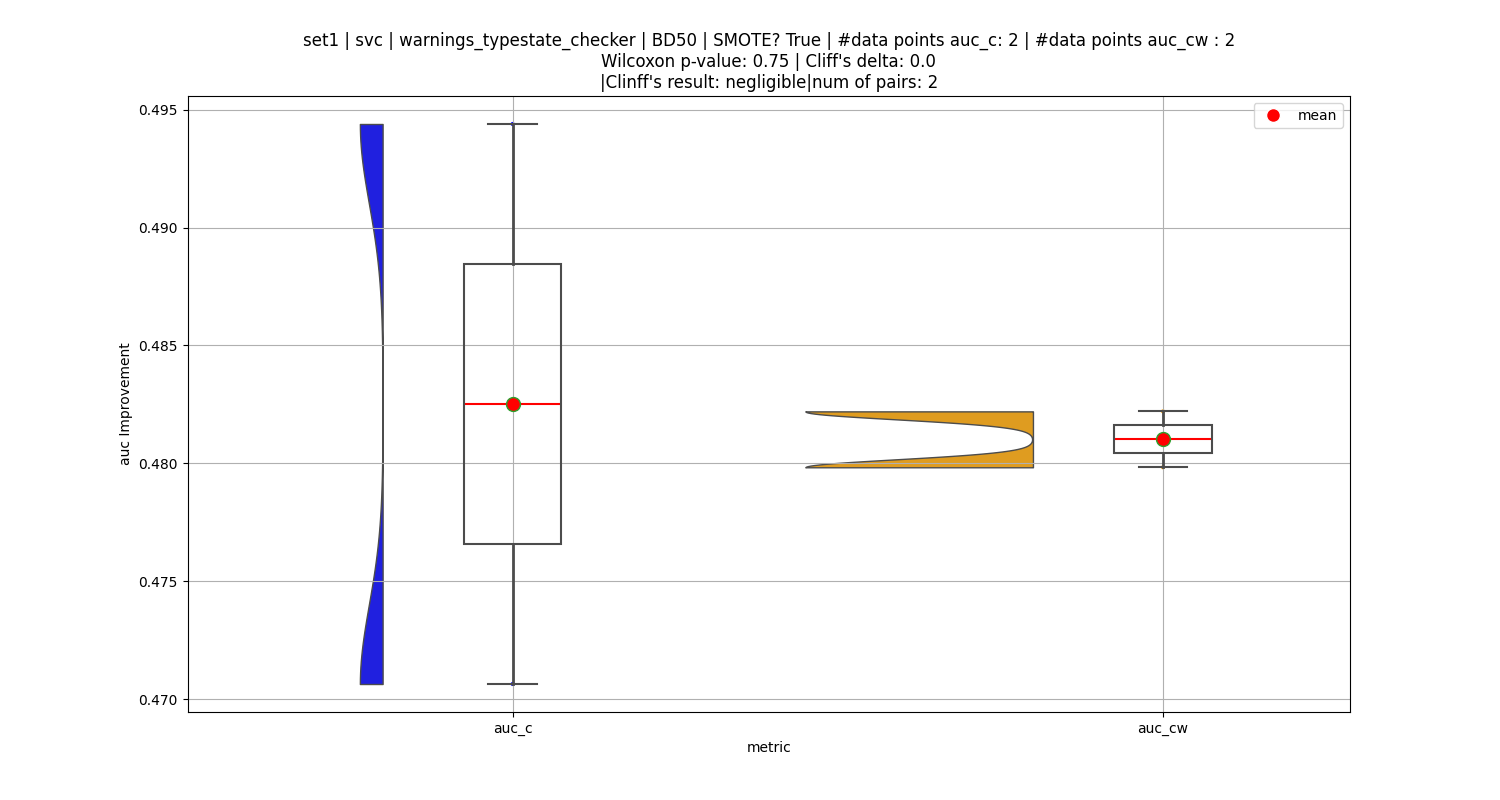 set1 | svc | warnings_typestate_checker | BD50 | SMOTE? True | #data points auc_c: 2 | #data points auc_cw : 2
Wilcoxon p-value: 0.75 | Cliff's delta: 0.0
|Clinff's result: negligible|num of pairs: 2
mean
0.495
0.490
0.485
0.480
0.475
0.470
auc Improvement
auc_c
auc_cw
metric